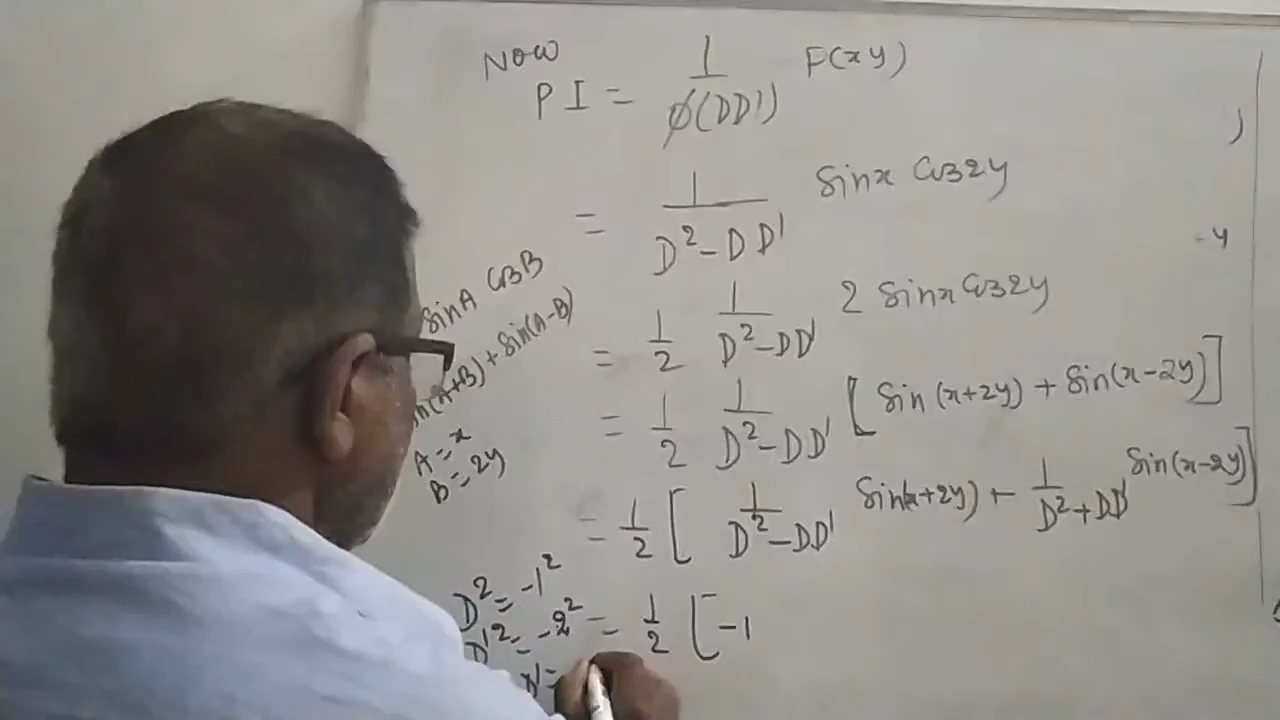 Now
PI = 1/ϕ(DD') F(xy)
= 1/(D²-DD') Sinx Cos2y
= 1/2 1/(D²-DD') 2 Sinx Cos2y
SinA CosB
Sin(A+B) + Sin(A-B)
A = x
B = 2y
= 1/2 1/(D²-DD') [Sin(x+2y) + Sin(x-2y)]
= 1/2 [ 1/(D²-DD') Sin(x+2y) + 1/(D²+DD') Sin(x-2y)]
D² = -1²
D'² = -2²
= 1/2 [ -1
D' =